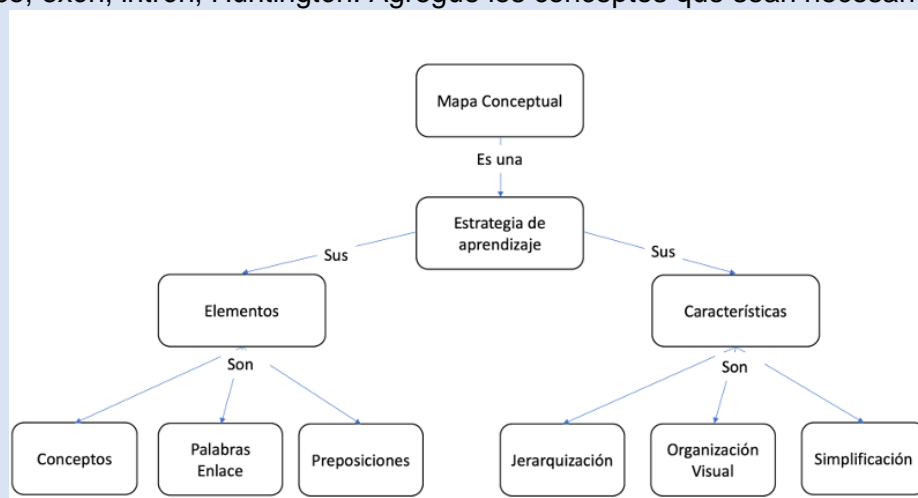 exón, intrón, Huntington. Agregue los conceptos que sean
Mapa Conceptual
Es una
Estrategia de
aprendizaje
Sus
Sus
Elementos
Características
Son
Son
Conceptos
Palabras
Enlace
Preposiciones
Jerarquización
Organización
Visual
Simplificación